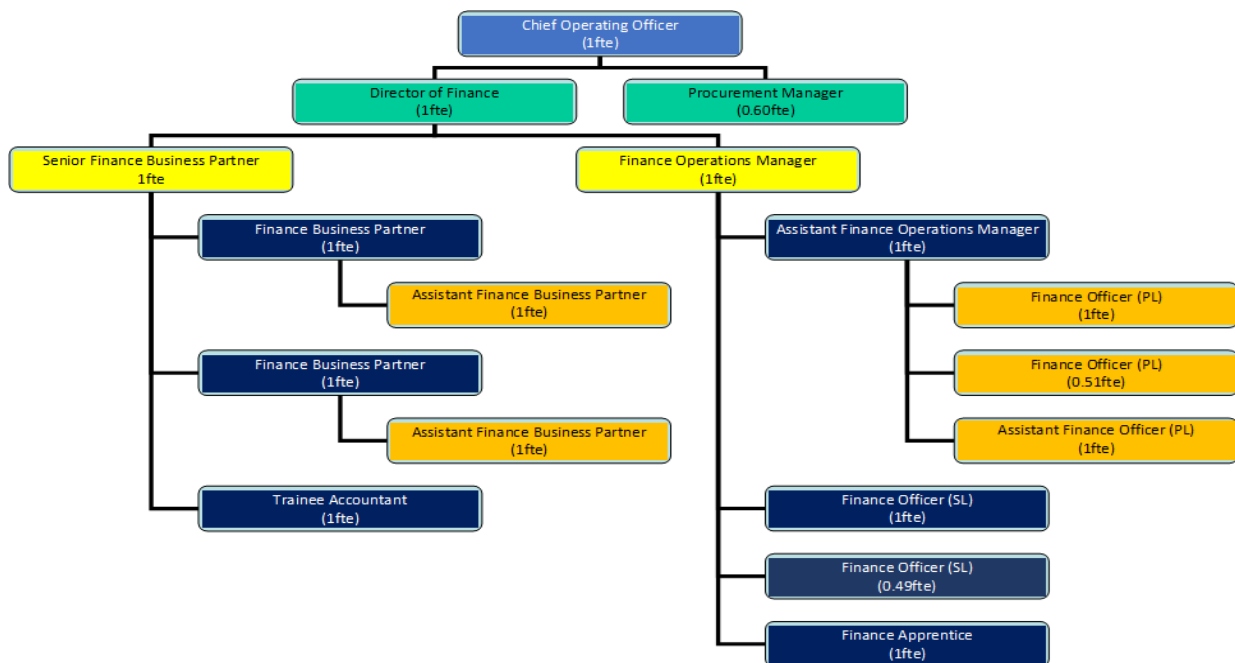 Chief Operating Officer
(1fte)
Director of Finance
(1fte)
Procurement Manager
(0.60fte)
Senior Finance Business Partner
1fte
Finance Operations Manager
(1fte)
Finance Business Partner
(1fte)
Assistant Finance Business Partner
(1fte)
Finance Business Partner
(1fte)
Assistant Finance Business Partner
(1fte)
Trainee Accountant
(1fte)
Assistant Finance Operations Manager
(1fte)
Finance Officer (PL)
(1fte)
Finance Officer (PL)
(0.51fte)
Assistant Finance Officer (PL)
(1fte)
Finance Officer (SL)
(1fte)
Finance Officer (SL)
(0.49fte)
Finance Apprentice
(1fte)